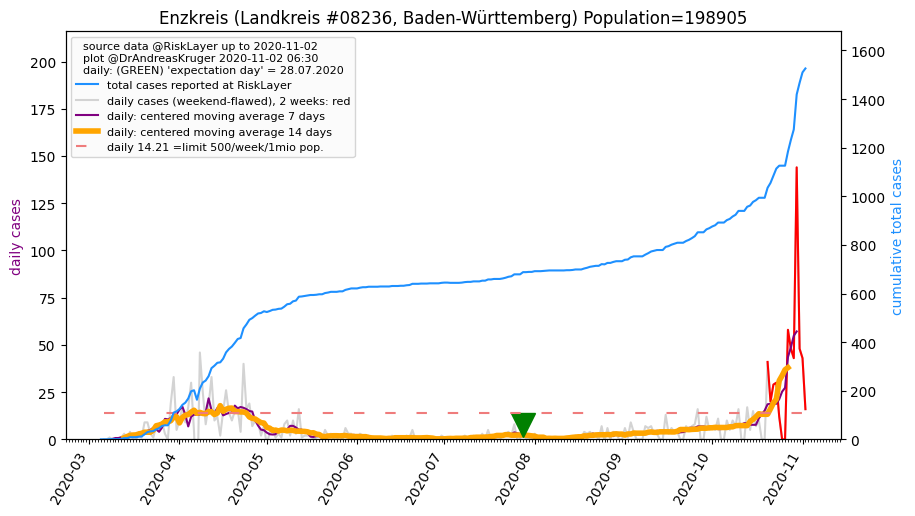 Enzkreis (Landkreis #08236, Baden-Württemberg) Population=198905
source data @RiskLayer up to 2020-11-02
plot @DrAndreasKruger 2020-11-02 06:30
daily: (GREEN) 'expectation day' = 28.07.2020
total cases reported at RiskLayer
daily cases (weekend-flawed), 2 weeks: red
daily: centered moving average 7 days
daily: centered moving average 14 days
daily 14.21 =limit 500/week/1mio pop.
daily cases
200
175
150
125
100
75
50
25
0
1600
1400
1200
1000
800
600
400
200
0
cumulative total cases
2020-03
2020-04
2020-05
2020-06
2020-07
2020-08
2020-09
2020-10
2020-11